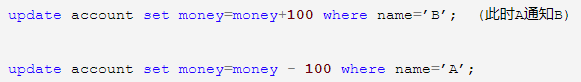 update account set money=money+100 where name=’B’; （此时A通知B）
update account set money=money - 100 where name=’A’;